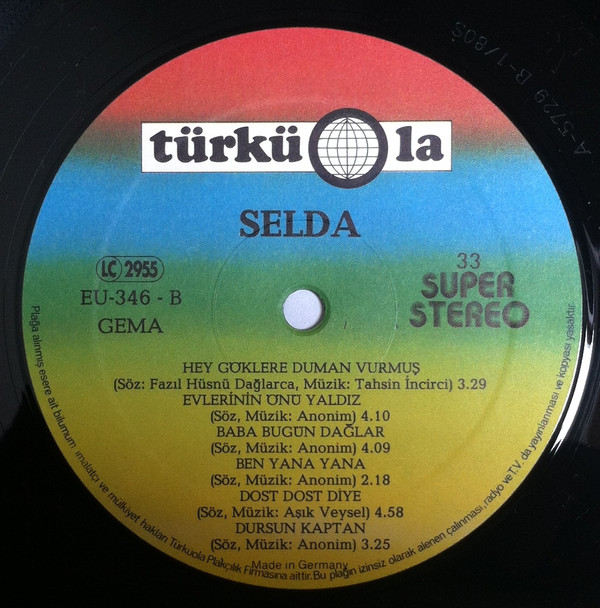 A-5729 B-1/80S
türküola
SELDA
LC 2955
EU-346 - B
GEMA
33
SUPER
STEREO
HEY GÖKLERE DUMAN VURMUŞ
(Söz: Fazıl Hüsnü Dağlarca, Müzik: Tahsin İncirci) 3.29
EVLERİNİN ÖNÜ YALDIZ
(Söz, Müzik: Anonim) 4.10
BABA BUGÜN DAĞLAR
(Söz, Müzik: Anonim) 4.09
BEN YANA YANA
(Söz, Müzik: Anonim) 2.18
DOST DOST DİYE
(Söz, Müzik: Aşık Veysel) 4.58
DURSUN KAPTAN
(Söz, Müzik: Anonim) 3.25
Made in Germany
Plağa alınmış esere ait bilumum imalatçı ve mülkiyet hakları Türküola Plakçılık Firmasına aittir. Bu plağın izinsiz olarak alenen çalınması, radyo ve T.V. da yayınlanması ve kopyası yasaktır.